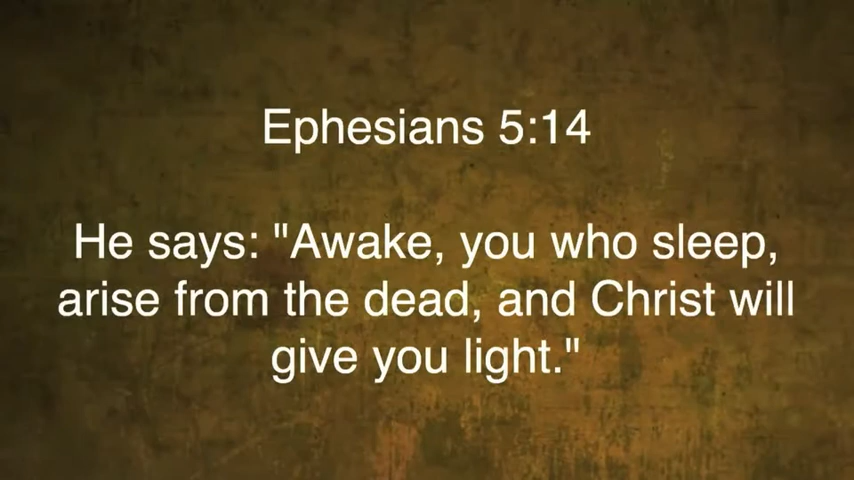 Ephesians 5:14
He says: "Awake, you who sleep,
arise from the dead, and Christ will
give you light."